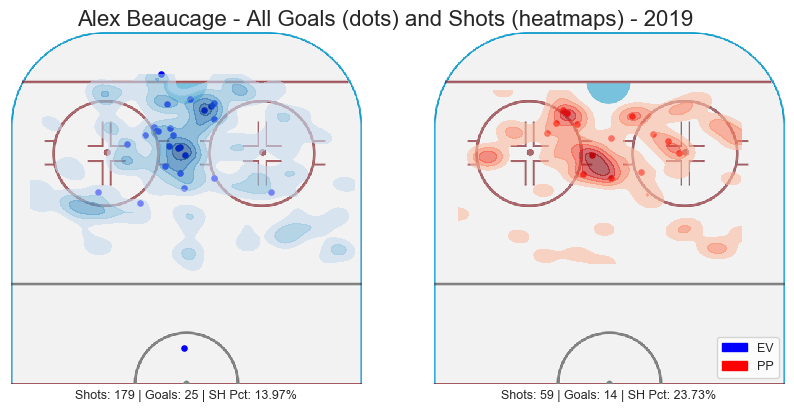 Alex Beaucage - All Goals (dots) and Shots (heatmaps) - 2019
EV
PP
Shots: 179 | Goals: 25 | SH Pct: 13.97%
Shots: 59 | Goals: 14 | SH Pct: 23.73%